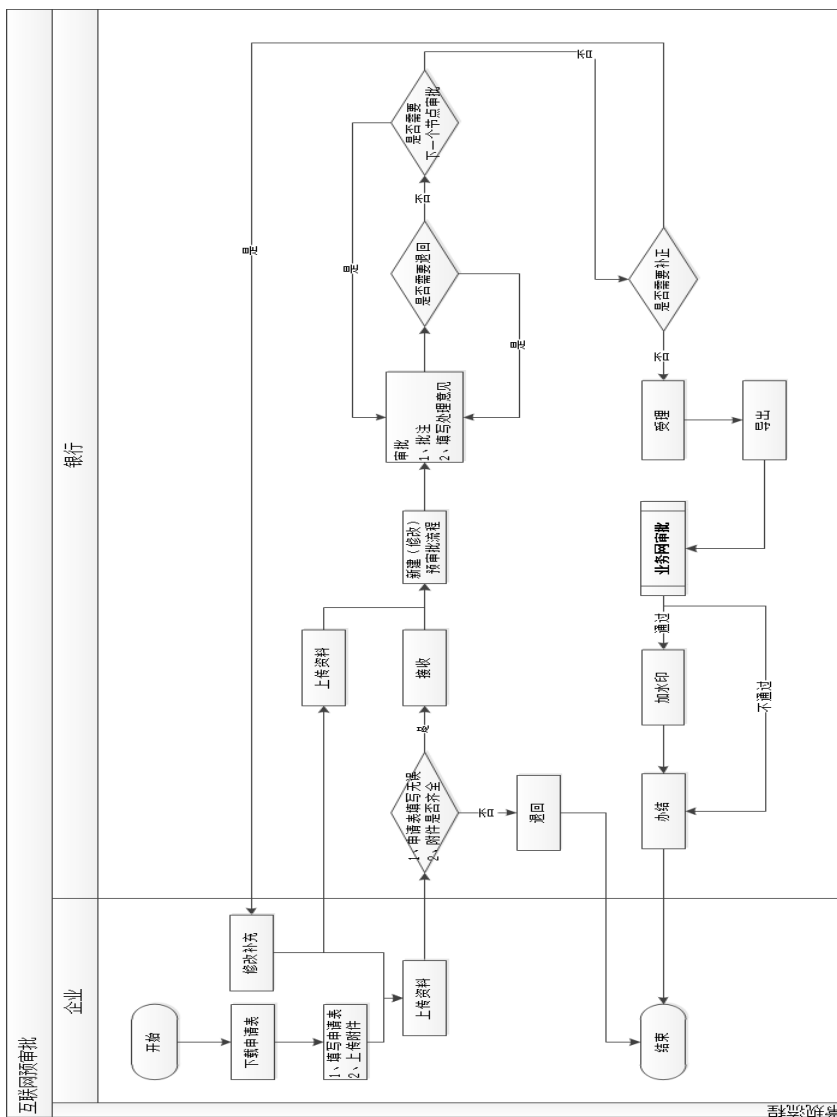 互联网预审批
企业
银行
常规流程
开始
下载申请表
1、填写申请表
2、上传附件
修改补充
上传资料
1、申请表填写无误
2、附件是否齐全
是
否
退回
接收
上传资料
新建（修改）
预审批流程
审批
1、批注
2、填写处理意见
是否需要退回
是
否
是否需要
下一个节点审批
是
否
是否需要补正
是
否
受理
导出
业务网审批
通过
不通过
加水印
办结
结束